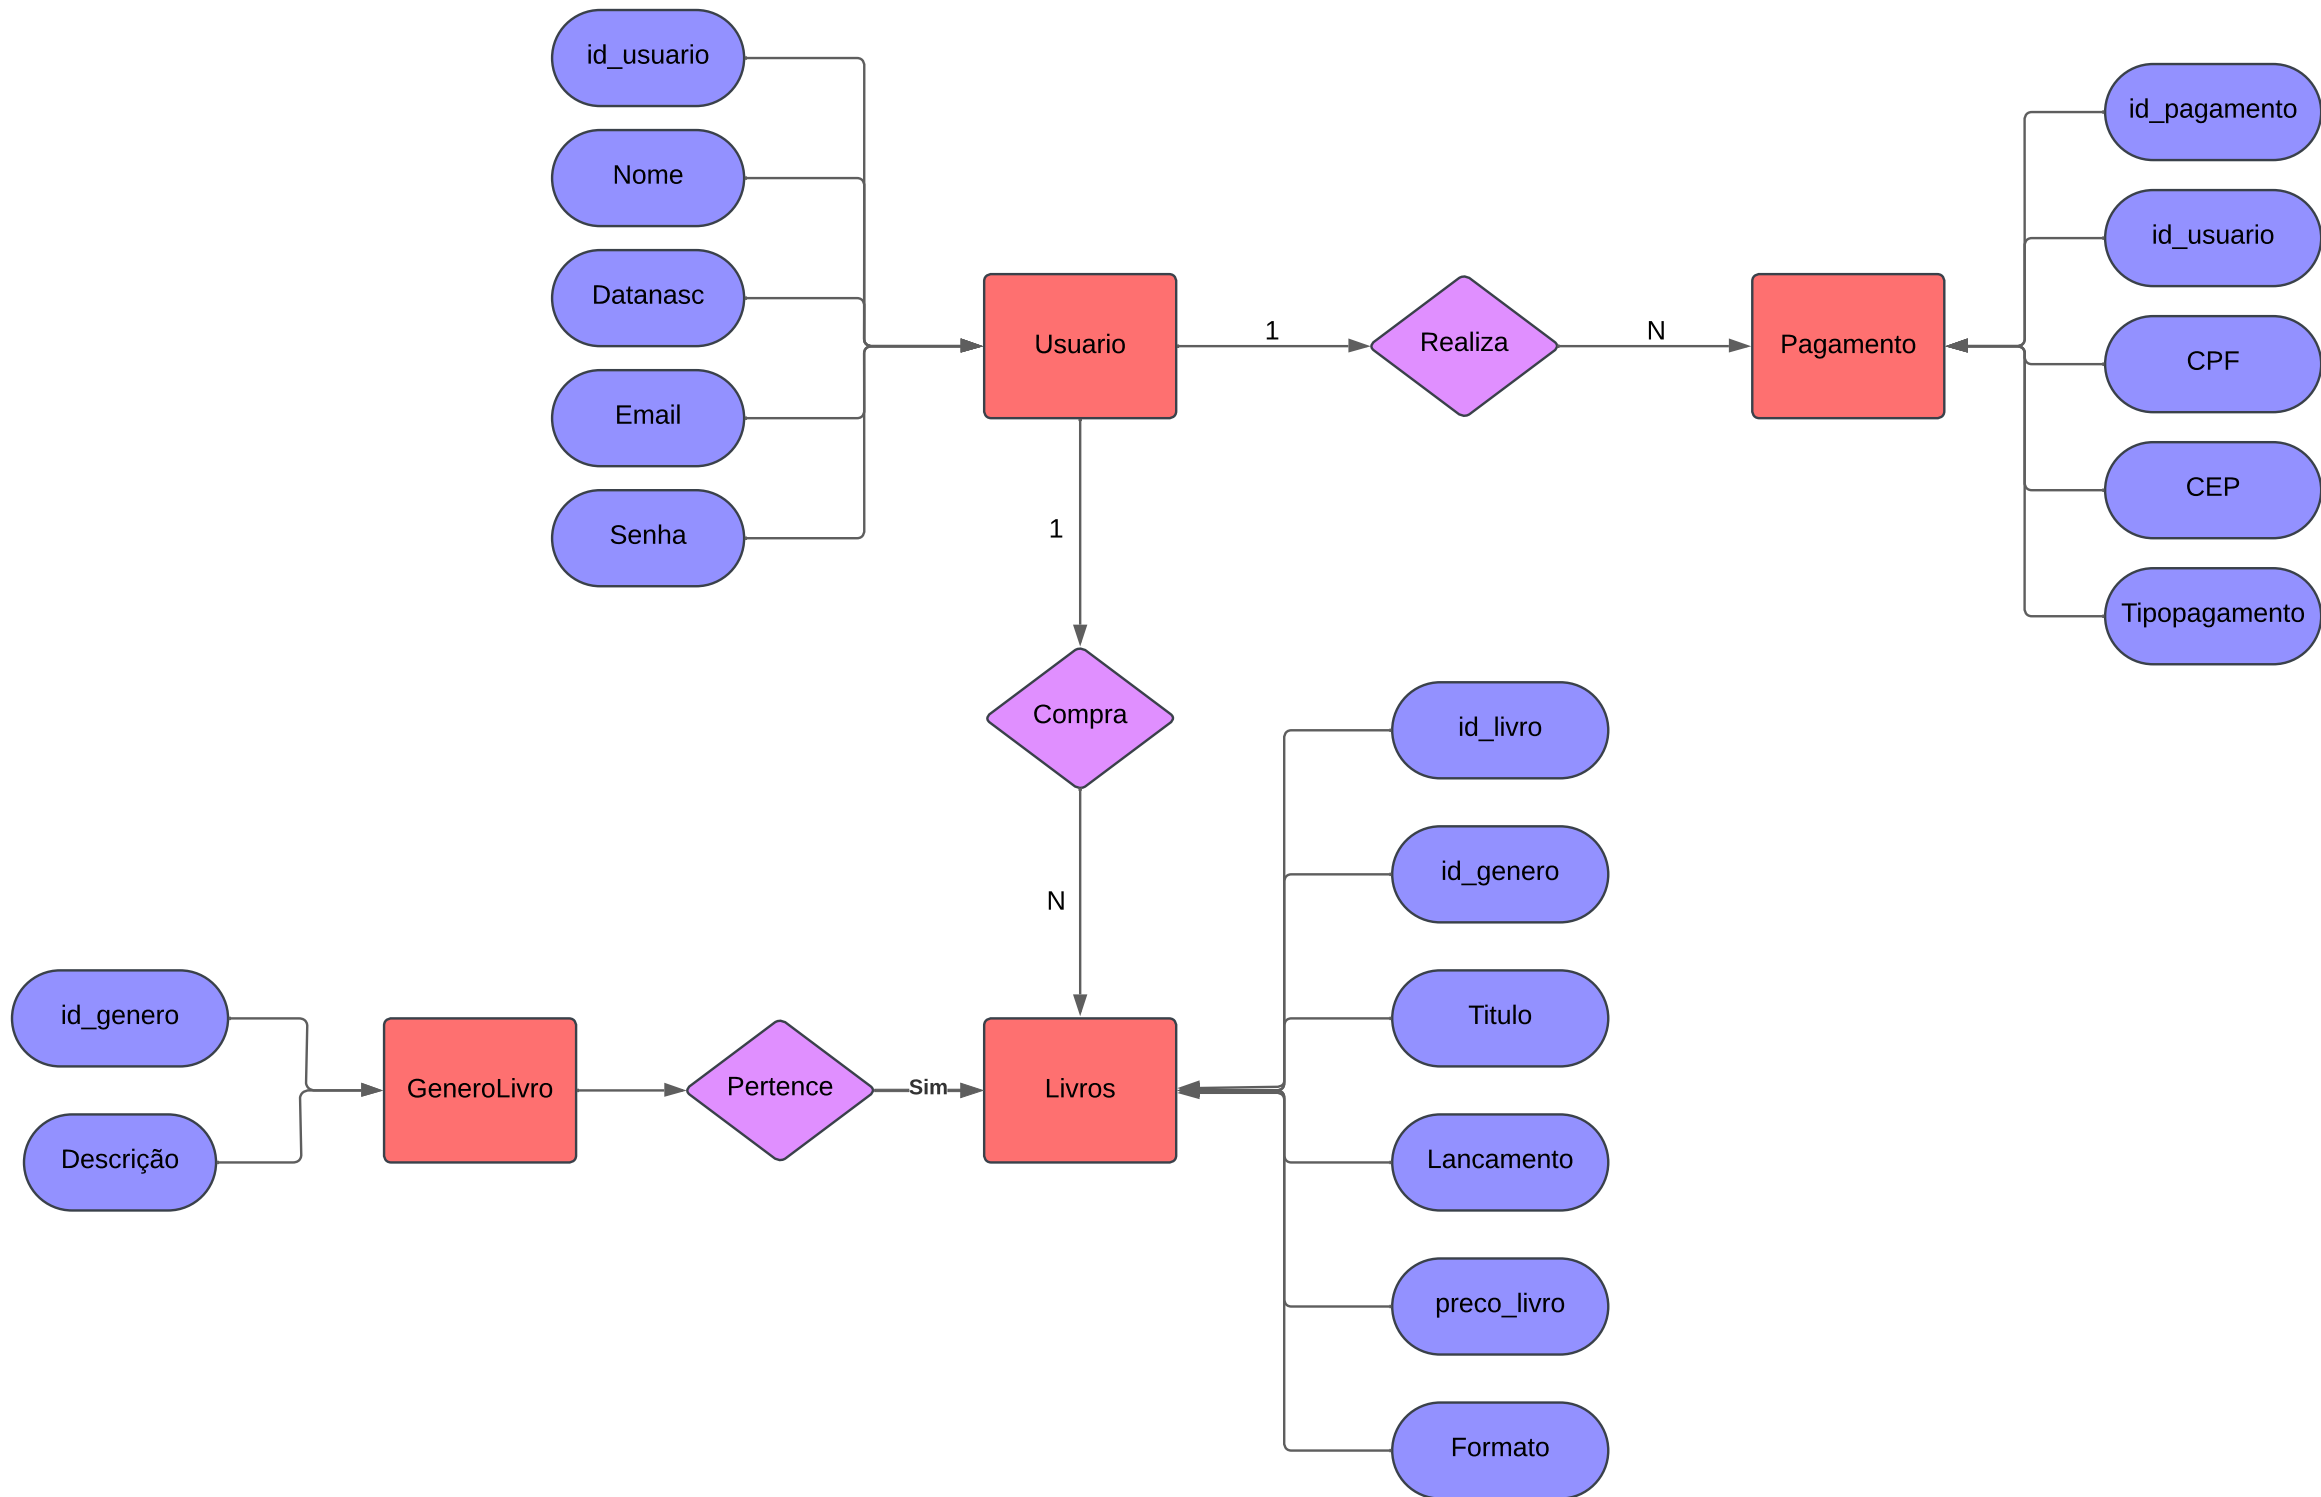 id_usuario
Nome
Datanasc
Email
Senha
Usuario
1
Realiza
N
Pagamento
id_pagamento
id_usuario
CPF
CEP
Tipopagamento
1
Compra
N
id_genero
Descrição
GeneroLivro
Pertence
Sim
Livros
id_livro
id_genero
Titulo
Lancamento
preco_livro
Formato